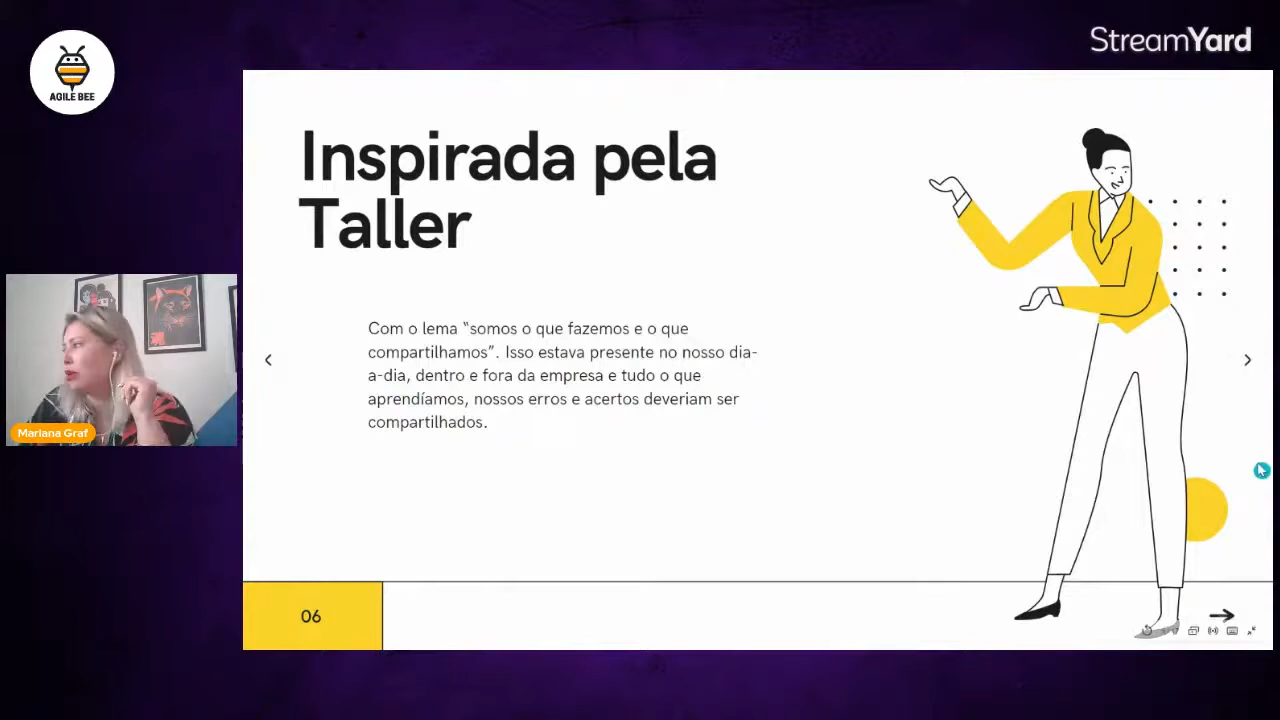 AGILE BEE
StreamYard
Inspirada pela
Taller
Com o lema “somos o que fazemos e o que
compartilhamos”. Isso estava presente no nosso dia-
a-dia, dentro e fora da empresa e tudo o que
aprendíamos, nossos erros e acertos deveriam ser
compartilhados.
Mariana Graf
06